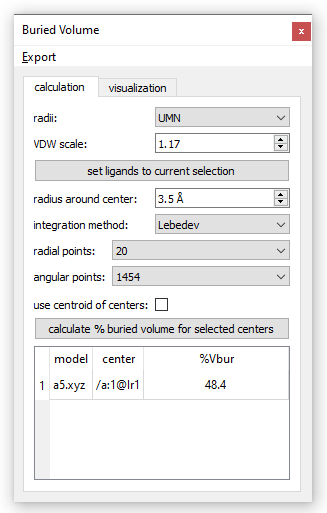 Buried Volume
x
Export
calculation visualization
radii: UMN
VDW scale: 1.17
set ligands to current selection
radius around center: 3.5 Å
integration method: Lebedev
radial points: 20
angular points: 1454
use centroid of centers:
calculate % buried volume for selected centers
model center %Vbur
1 a5.xyz /a:1@Ir1 48.4